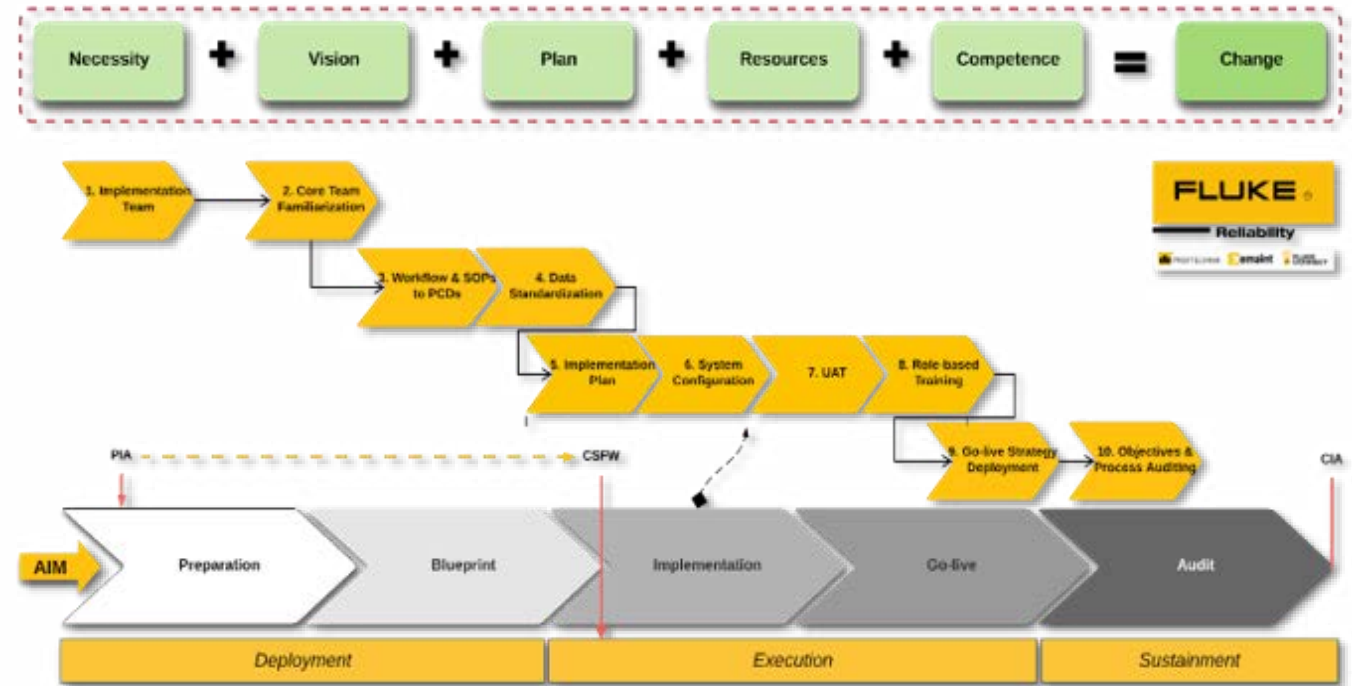 Necessity + Vision + Plan + Resources + Competence = Change
1. Implementation
Team
2. Core Team
Familiarization
FLUKE ®
Reliability
3. Workflow & SOPs
to PCDs
4. Data
Standardization
emaint
5. Implementation
Plan
6. System
Configuration
7. UAT
8. Role-based
Training
9. Go-live Strategy
Deployment
10. Objectives &
Process Auditing
PIA
CSFW
CIA
AIM
Preparation
Blueprint
Implementation
Go-live
Audit
Deployment
Execution
Sustainment